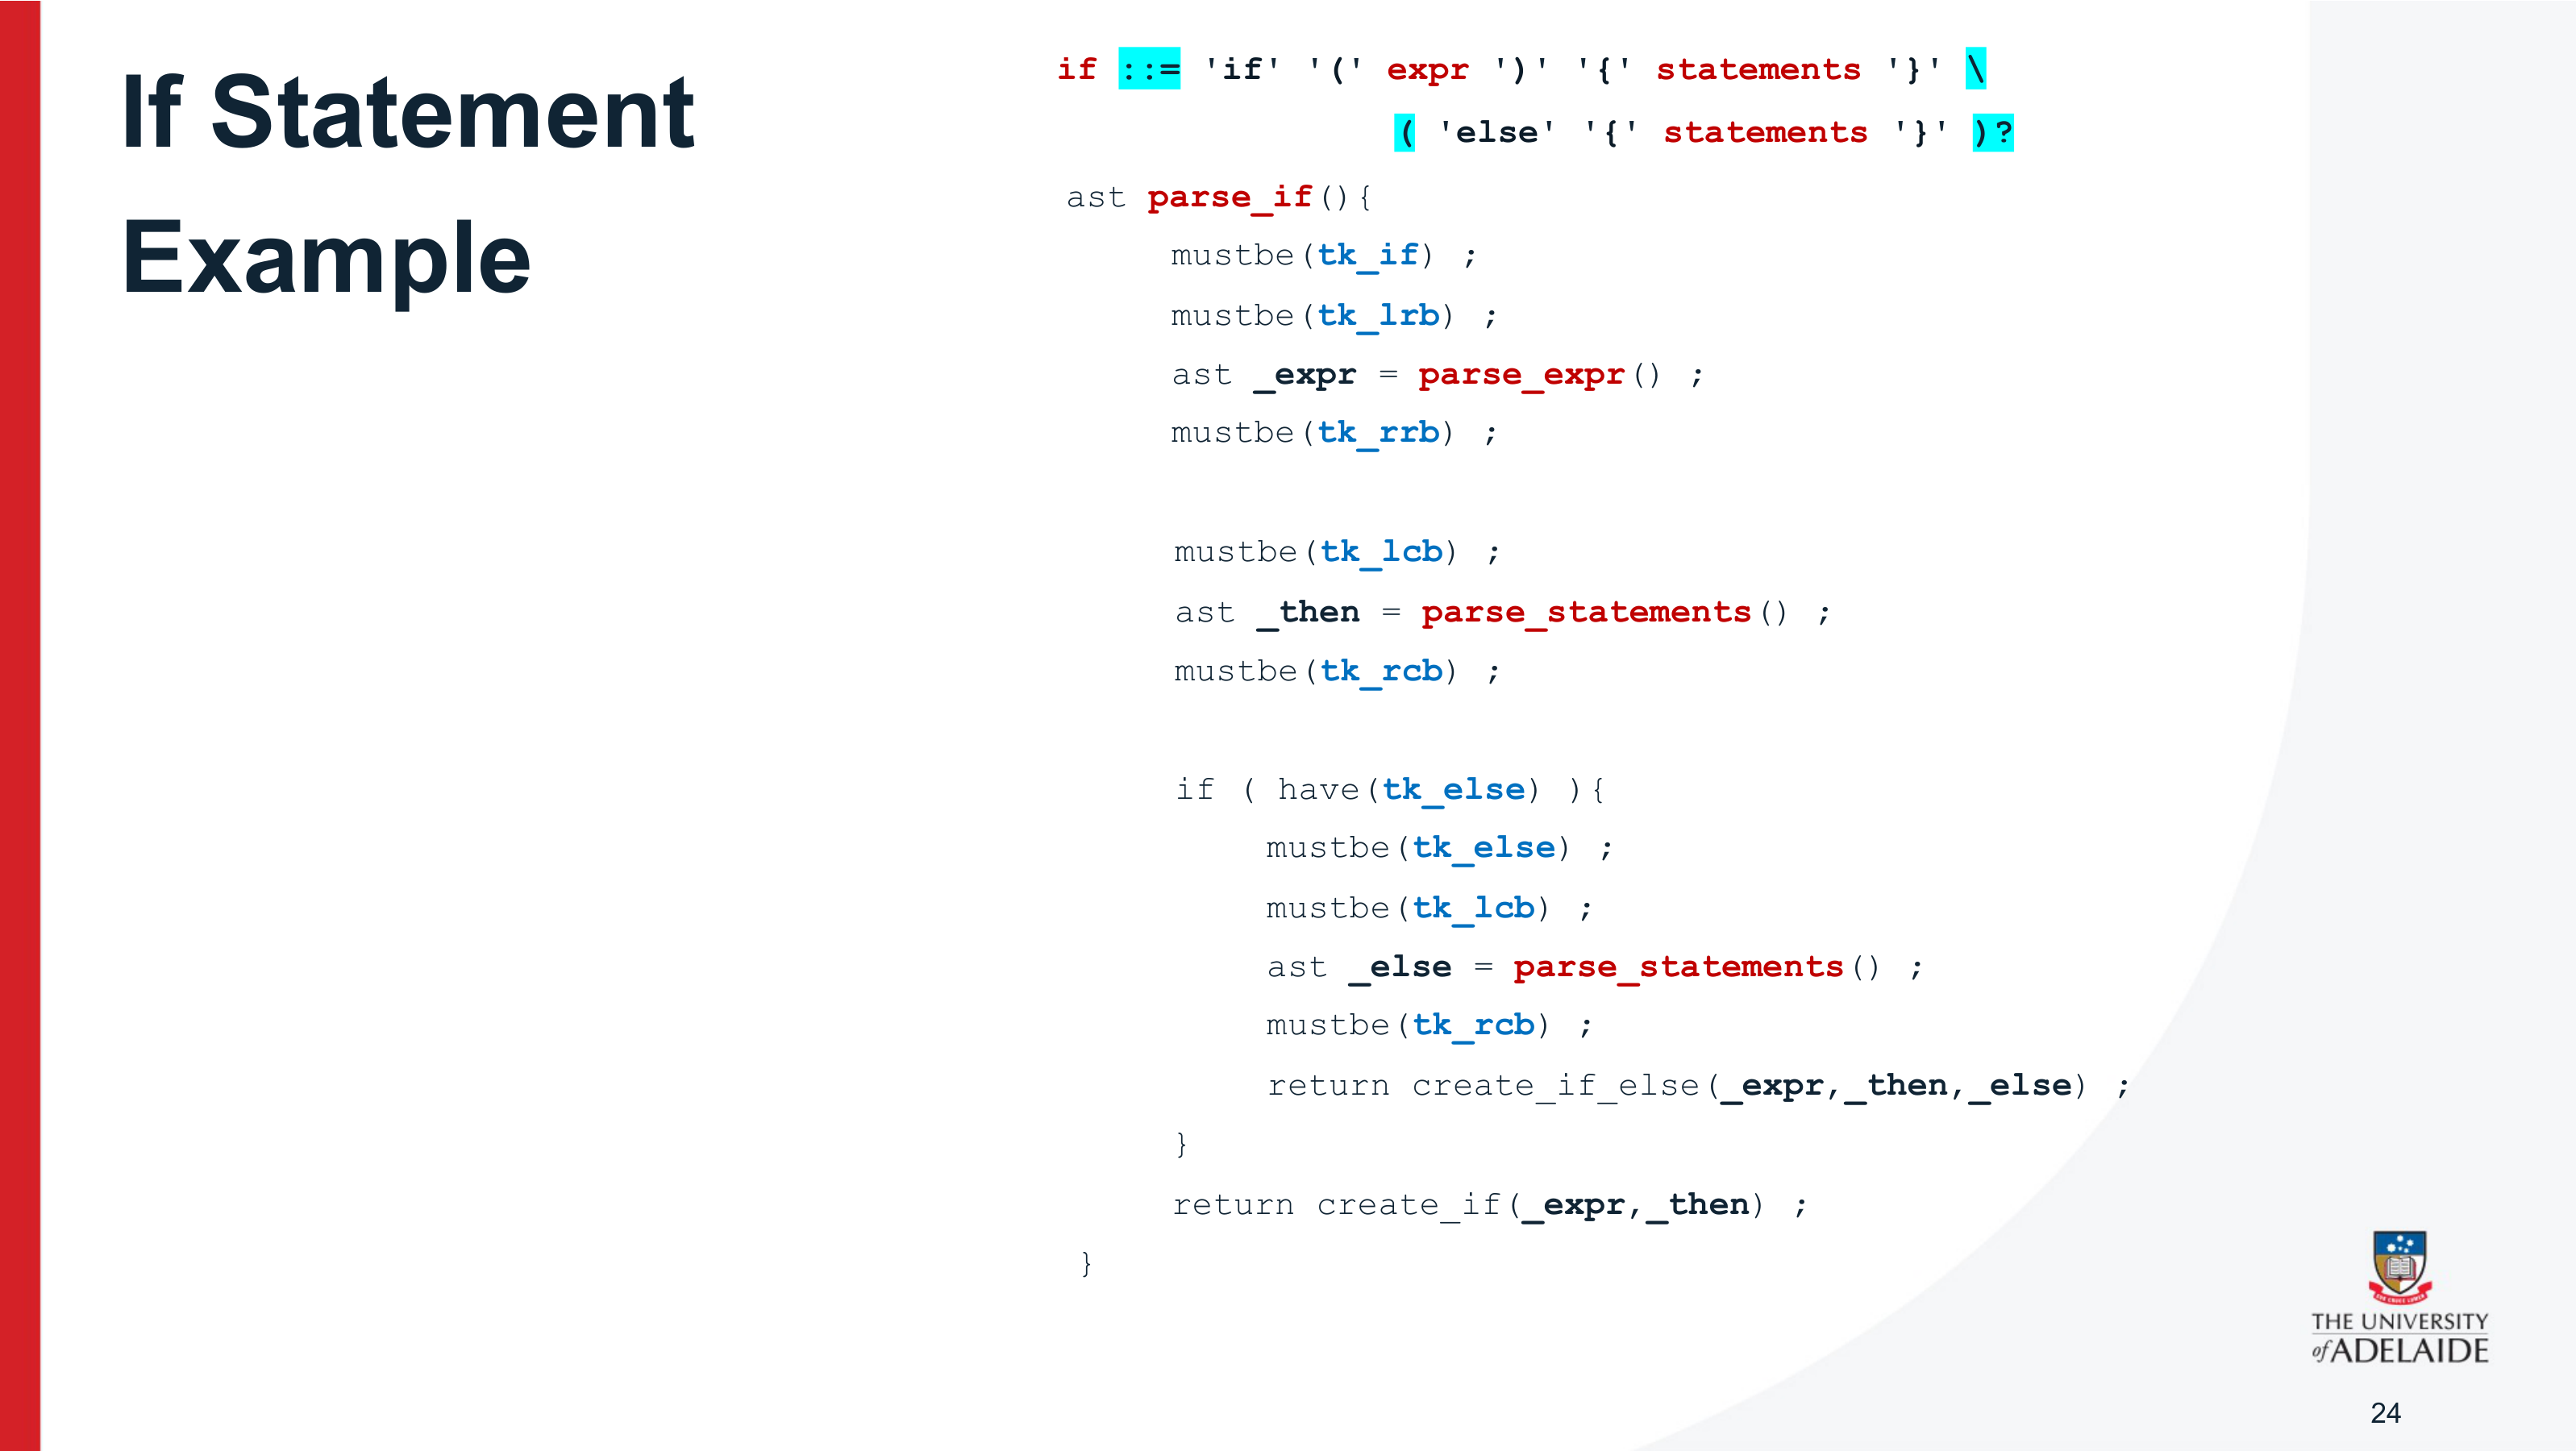 If Statement
Example
if ::= 'if' '(' expr ')' '{' statements '}' \
( 'else' '{' statements '}' )?
ast parse_if(){
mustbe(tk_if) ;
mustbe(tk_lrb) ;
ast _expr = parse_expr() ;
mustbe(tk_rrb) ;
mustbe(tk_lcb) ;
ast _then = parse_statements() ;
mustbe(tk_rcb) ;
if ( have(tk_else) ){
mustbe(tk_else) ;
mustbe(tk_lcb) ;
ast _else = parse_statements() ;
mustbe(tk_rcb) ;
return create_if_else(_expr,_then,_else) ;
}
return create_if(_expr,_then) ;
}
THE UNIVERSITY
of ADELAIDE
24